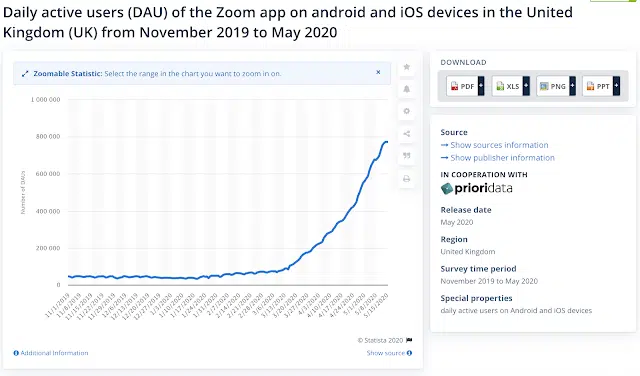 Daily active users (DAU) of the Zoom app on android and iOS devices in the United
Kingdom (UK) from November 2019 to May 2020
Zoomable Statistic: Select the range in the chart you want to zoom in on.
×
1 000 000
800 000
600 000
400 000
200 000
0
Number of DAUs
11/1/2019
11/8/2019
11/15/2019
11/22/2019
11/29/2019
12/6/2019
12/13/2019
12/20/2019
12/27/2019
1/3/2020
1/10/2020
1/17/2020
1/24/2020
1/31/2020
2/7/2020
2/14/2020
2/21/2020
2/28/2020
3/6/2020
3/13/2020
3/20/2020
3/27/2020
4/3/2020
4/10/2020
4/17/2020
4/24/2020
5/1/2020
5/8/2020
5/15/2020
© Statista 2020
Additional Information
Show source
DOWNLOAD
PDF +
XLS +
PNG +
PPT +
Source
→ Show sources information
→ Show publisher information
IN COOPERATION WITH
prioridata
Release date
May 2020
Region
United Kingdom
Survey time period
November 2019 to May 2020
Special properties
daily active users on Android and iOS devices